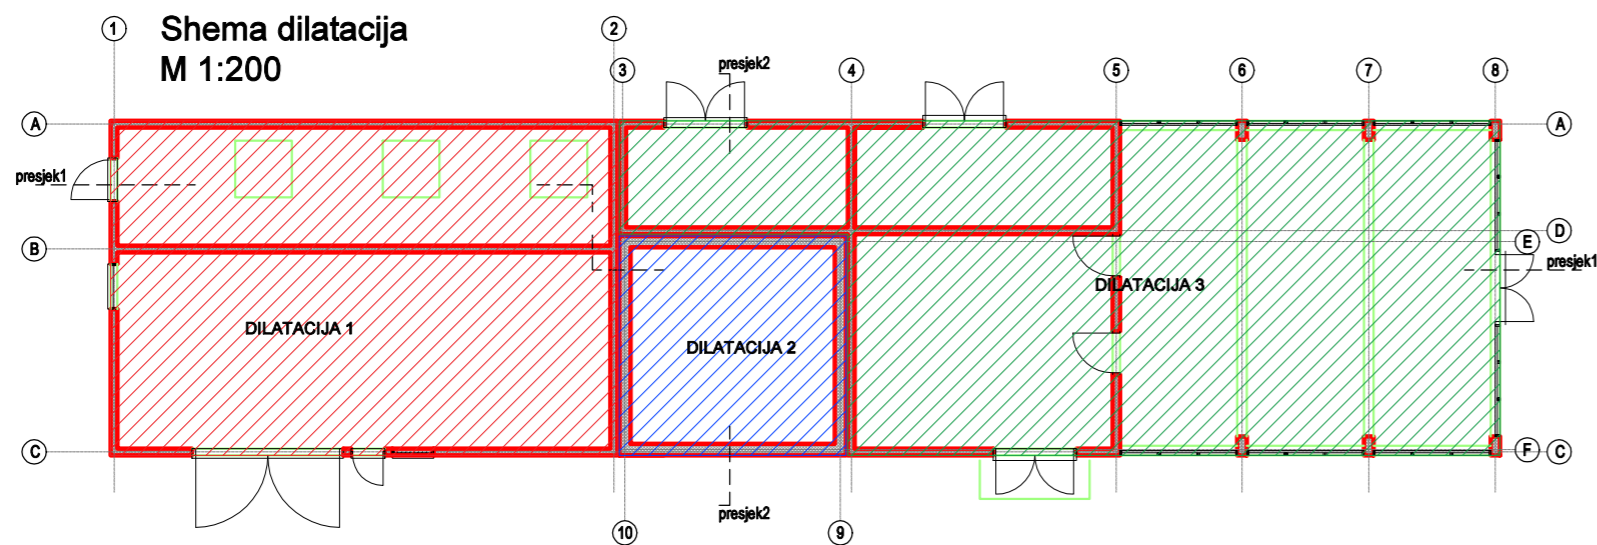 1
Shema dilatacija
2
M 1:200
3
presjek2
4
5
6
7
8
A
A
presjek1
D
B
E
presjek1
DILATACIJA 3
DILATACIJA 1
DILATACIJA 2
C
F
C
presjek2
10
9